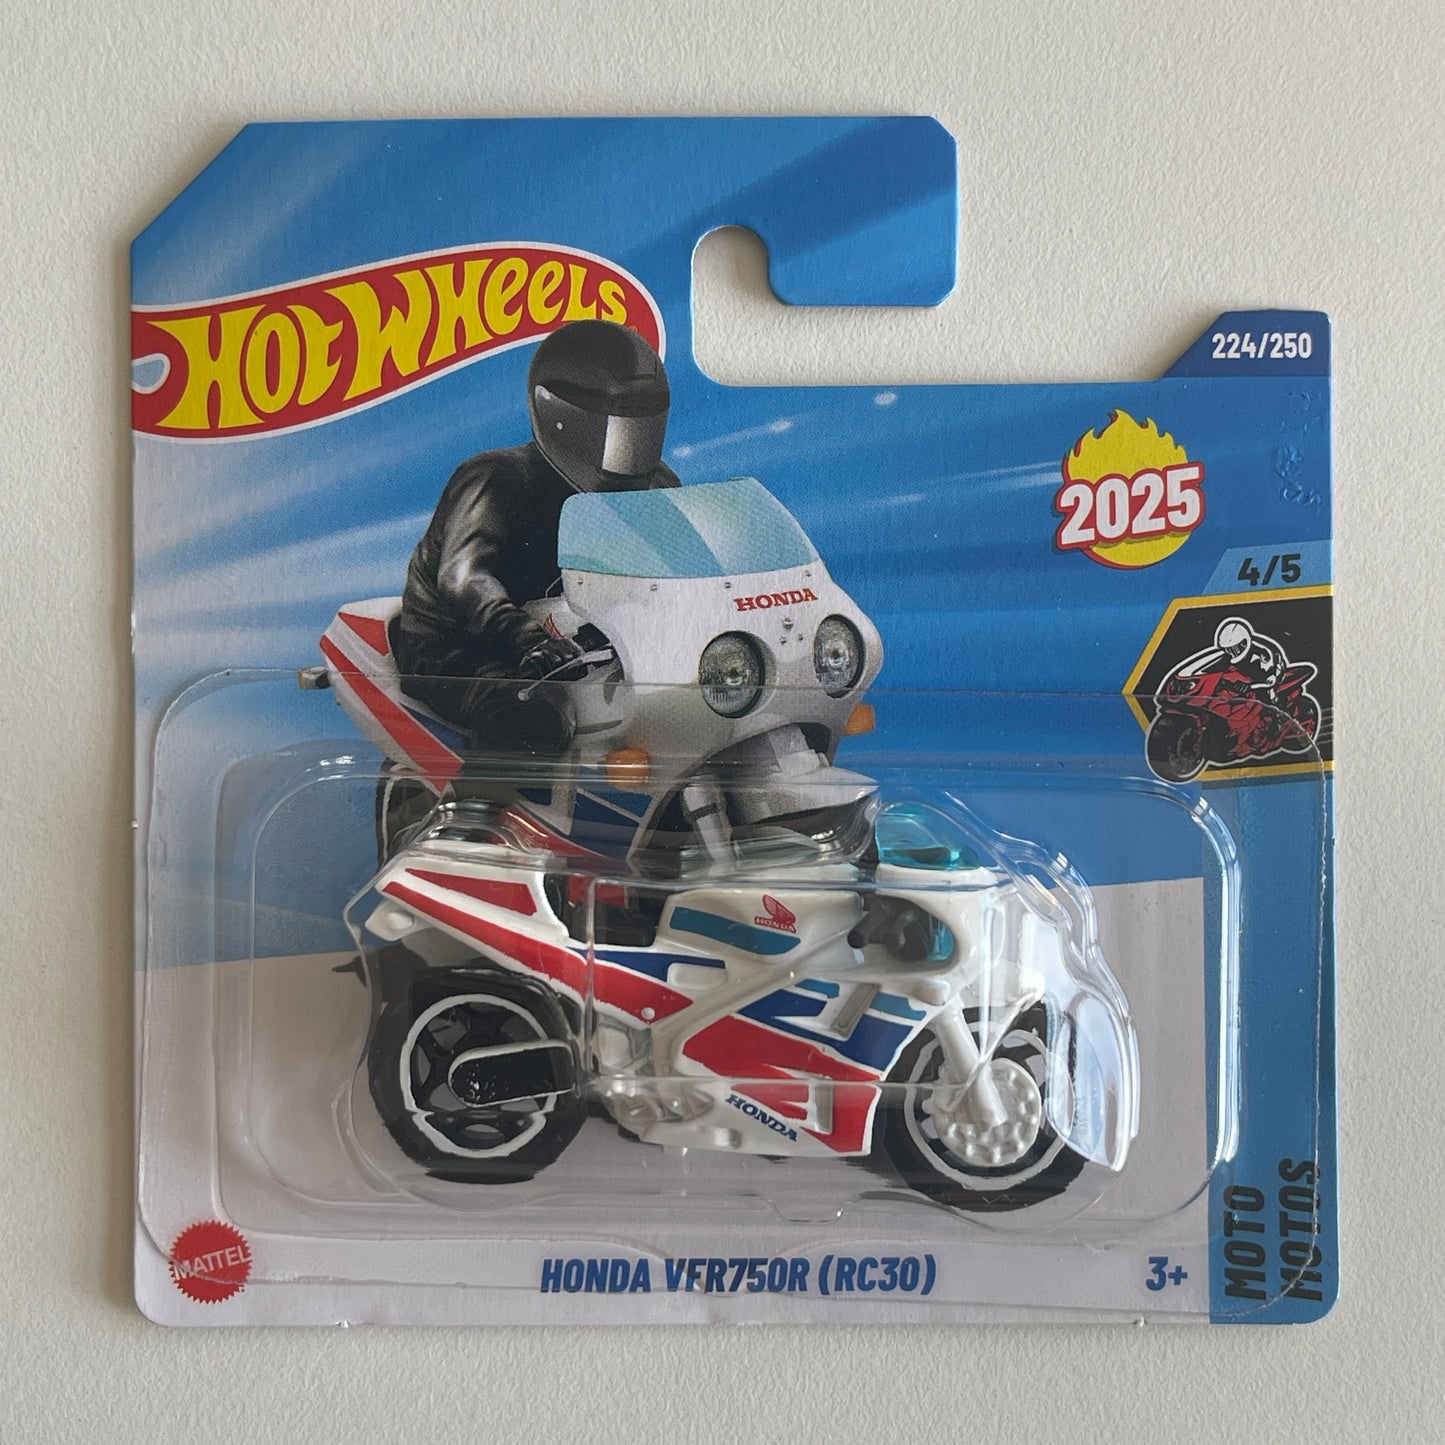 HOT WHEELS
224/250
2025
4/5
HONDA
HONDA
HONDA
MATTEL
HONDA VFR750R (RC30)
3+
MOTO
MOTOS